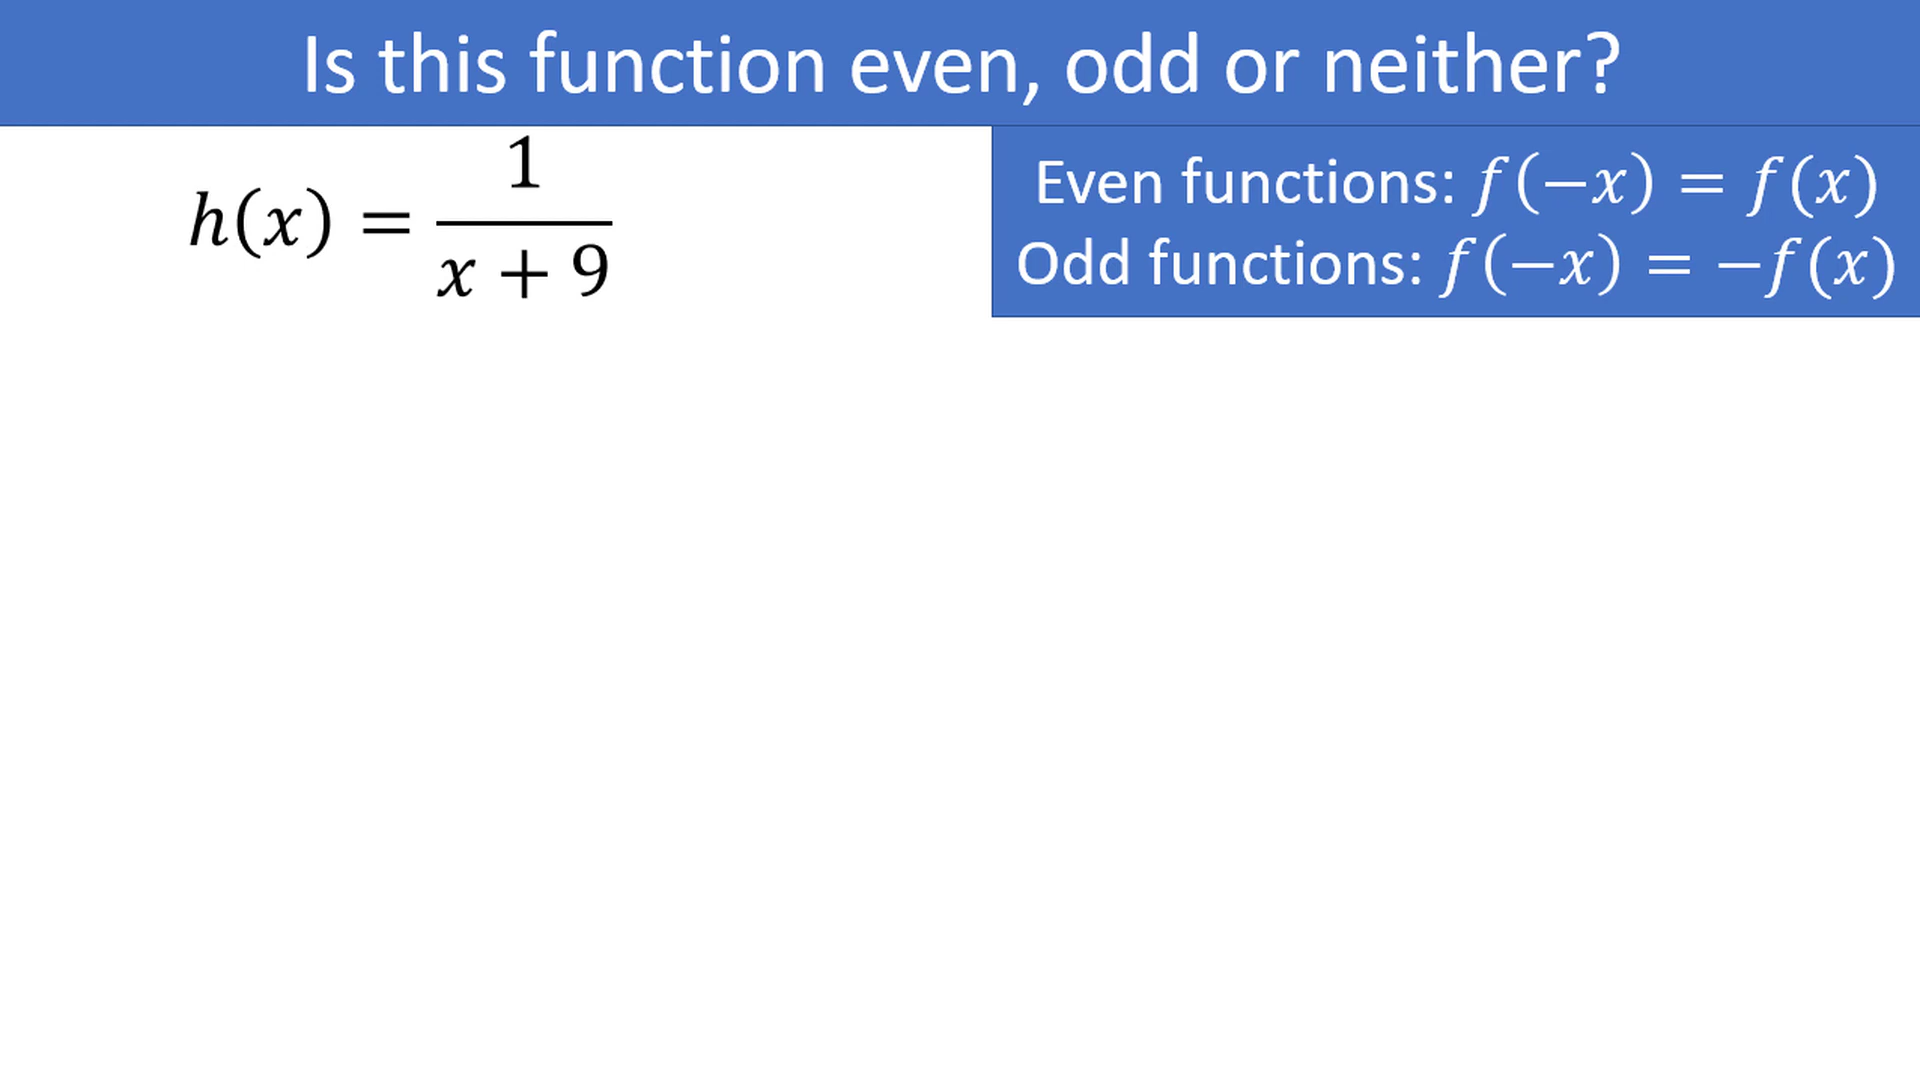 Is this function even, odd or neither?
h(x) = 1/(x + 9)
Even functions: f(−x) = f(x)
Odd functions: f(−x) = −f(x)